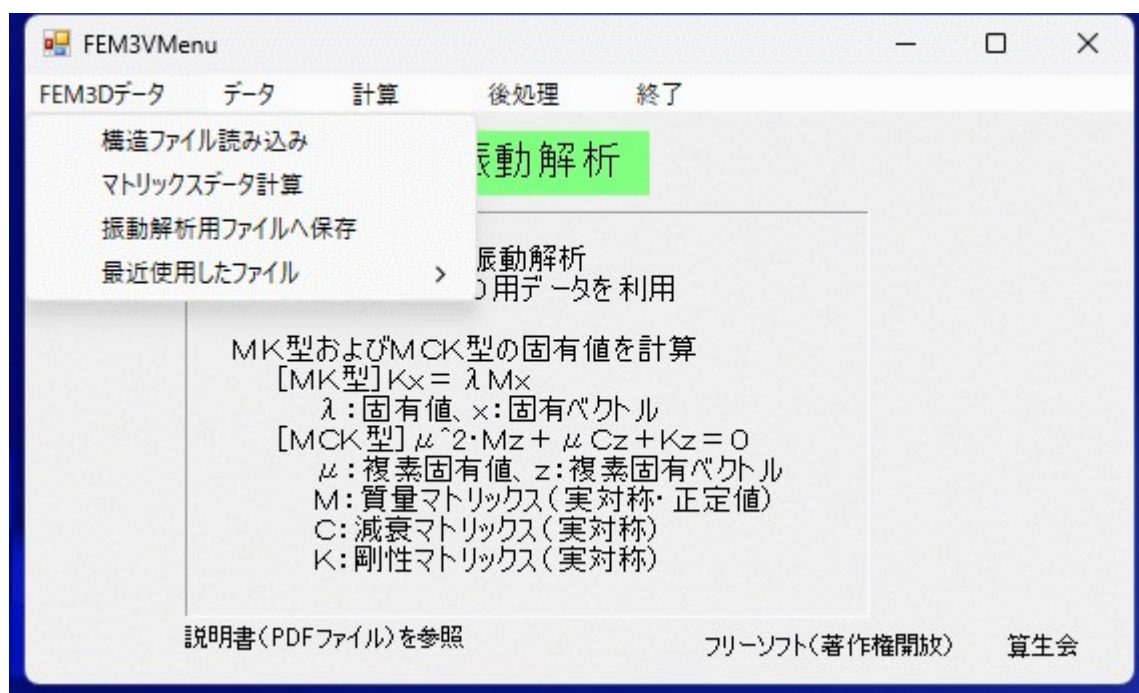 FEM3VMenu
FEM3Dデータ データ 計算 後処理 終了
構造ファイル読み込み
マトリックスデータ計算
振動解析用ファイルへ保存
最近使用したファイル
動解析
振動解析
用データを利用
MK型およびMCK型の固有値を計算
[MK型]Kx=λMx
λ:固有値、x:固有ベクトル
[MCK型]μ^2・Mz+μCz+Kz=0
μ:複素固有値、z:複素固有ベクトル
M:質量マトリックス(実対称・正定値)
C:減衰マトリックス(実対称)
K:剛性マトリックス(実対称)
説明書(PDFファイル)を参照
フリーソフト(著作権開放) 算生会